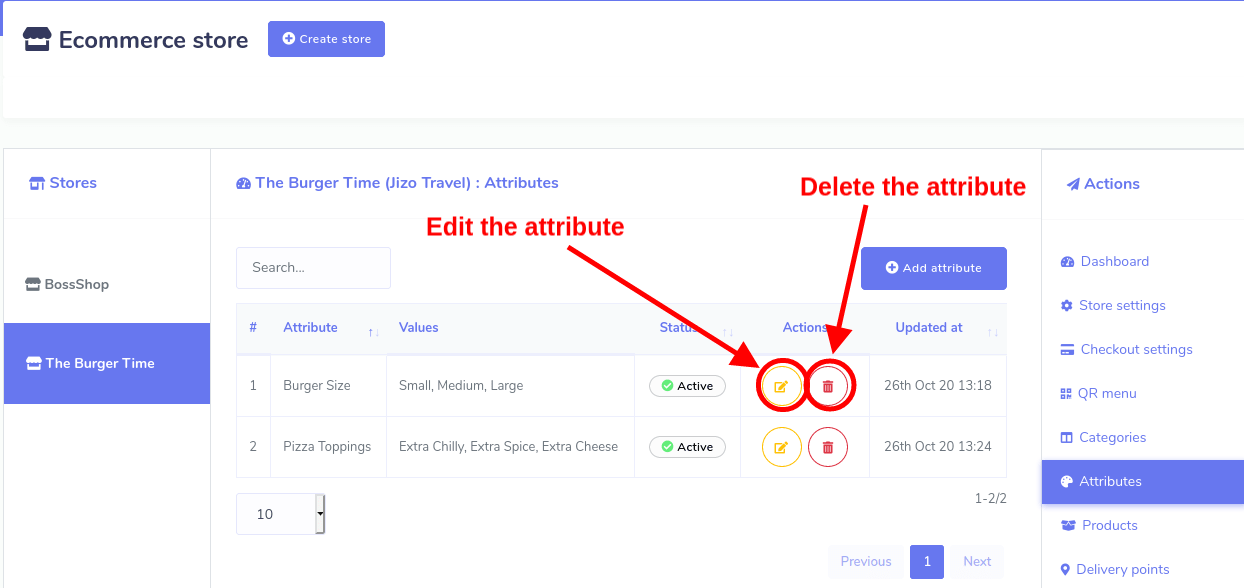 Ecommerce store
Create store
Stores
BossShop
The Burger Time
The Burger Time (Jizo Travel) : Attributes
Edit the attribute
Delete the attribute
Search...
Add attribute
# Attribute Values Status Actions Updated at
1 Burger Size Small, Medium, Large Active 26th Oct 20 13:18
2 Pizza Toppings Extra Chilly, Extra Spice, Extra Cheese Active 26th Oct 20 13:24
10
1-2/2
Previous 1 Next
Actions
Dashboard
Store settings
Checkout settings
QR menu
Categories
Attributes
Products
Delivery points